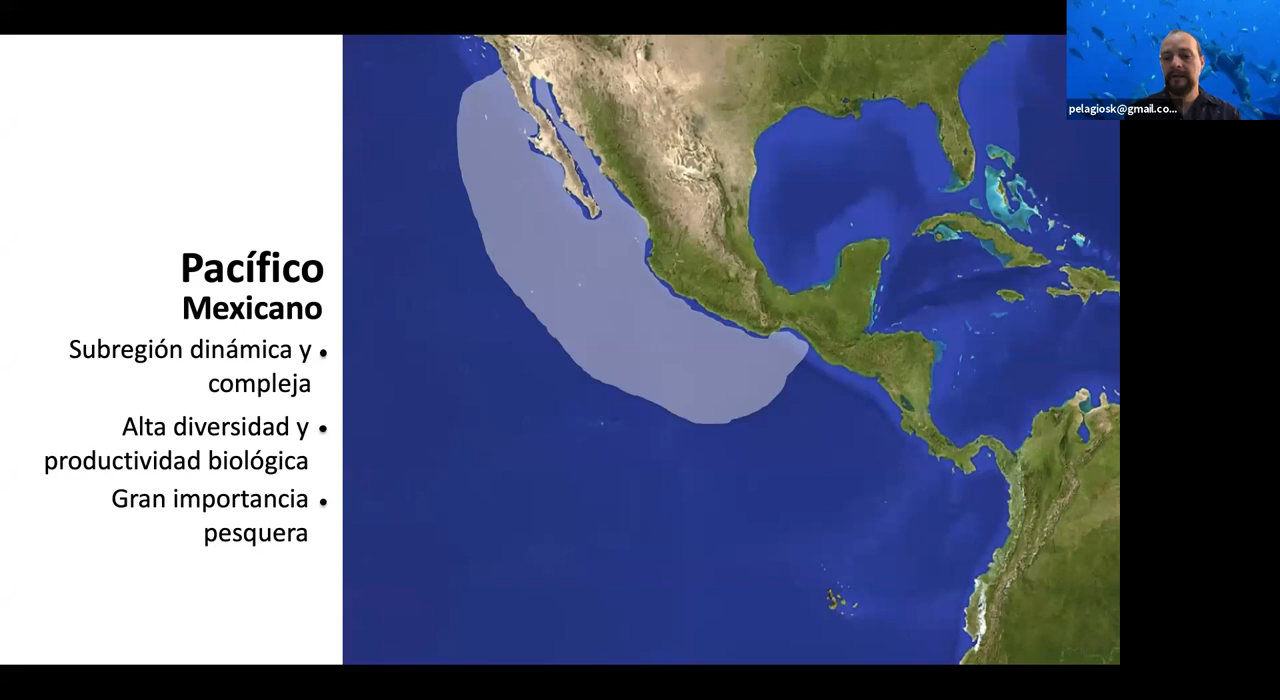 Pacífico
Mexicano
Subregión dinámica y •
compleja
Alta diversidad y •
productividad biológica
Gran importancia •
pesquera
pelagiosk@gmail.co...